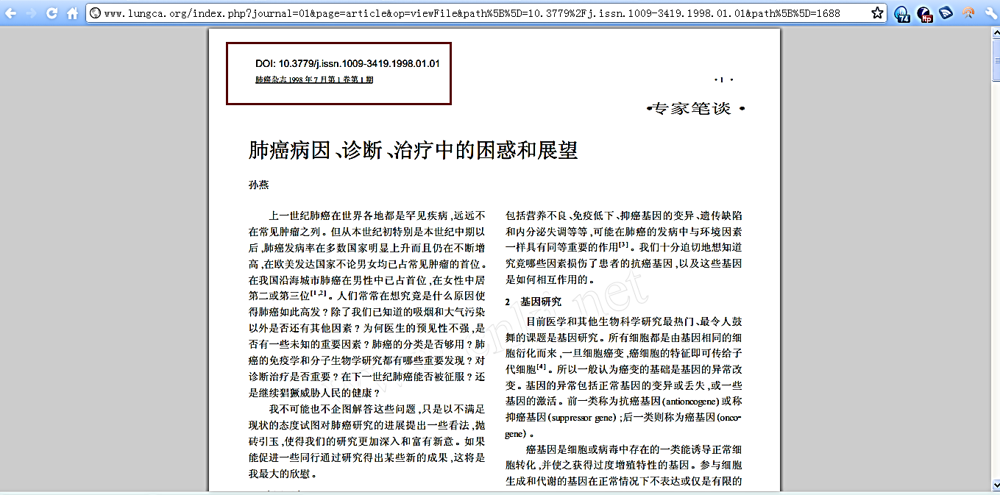 www.lungca.org/index.php?journal=01&page=article&op=viewFile&path%5B%5D=10.3779%2Fj.issn.1009-3419.1998.01.01&path%5B%5D=1688
74
ftp
DOI: 10.3779/j.issn.1009-3419.1998.01.01
肺癌杂志 1998 年 7 月第 1 卷第 1 期
• 1 •
•专家笔谈 •
肺癌病因、诊断、治疗中的困惑和展望
孙燕
上一世纪肺癌在世界各地都是罕见疾病,远远不
在常见肿瘤之列。但从本世纪初特别是本世纪中期以
后,肺癌发病率在多数国家明显上升而且仍在不断增
高,在欧美发达国家不论男女均已占常见肿瘤的首位。
在我国沿海城市肺癌在男性中已占首位,在女性中居
第二或第三位[1,2]。人们常常在想究竟是什么原因使
得肺癌如此高发?除了我们已知道的吸烟和大气污染
以外是否还有其他因素?为何医生的预见性不强,是
否有一些未知的重要因素?肺癌的分类是否够用?肺
癌的免疫学和分子生物学研究都有哪些重要发现?对
诊断治疗是否重要?在下一世纪肺癌能否被征服?还
是继续猖獗威胁人民的健康?
我不可能也不企图解答这些问题,只是以不满足
现状的态度试图对肺癌研究的进展提出一些看法,抛
砖引玉,使得我们的研究更加深入和富有新意。如果
能促进一些同行通过研究得出某些新的成果,这将是
我最大的欣慰。
包括营养不良、免疫低下、抑癌基因的变异、遗传缺陷
和内分泌失调等等,可能在肺癌的发病中与环境因素
一样具有同等重要的作用[3]。我们十分迫切地想知道
究竟哪些因素损伤了患者的抗癌基因,以及这些基因
是如何相互作用的。
2 基因研究
目前医学和其他生物科学研究最热门、最令人鼓
舞的课题是基因研究。所有细胞都是由基因相同的细
胞衍化而来,一旦细胞癌变,癌细胞的特征即可传给子
代细胞[4]。所以一般认为癌变的基础是基因的异常改
变。基因的异常包括正常基因的变异或丢失,或一些
基因的激活。前一类称为抗癌基因(antioncogene)或称
抑癌基因(suppressor gene);后一类则称为癌基因(onco-
gene)。
癌基因是细胞或病毒中存在的一类能诱导正常细
胞转化,并使之获得过度增殖特性的基因。参与细胞
生成和代谢的基因在正常情况下不表达或仅是有限的